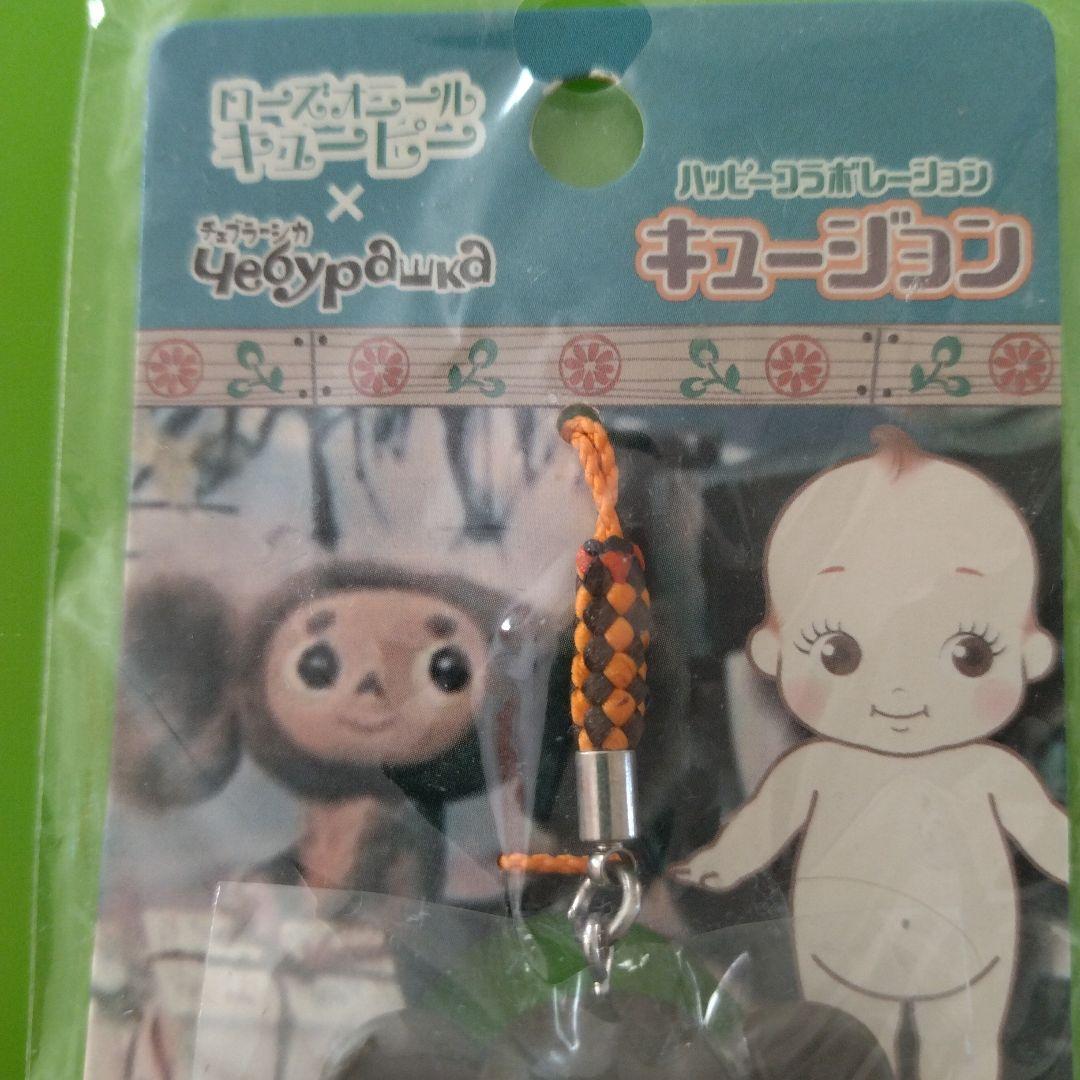 ローズオニール
キューピー
×
チェブラーシカ
Чебурашка
ハッピーコラボレーション
キュージョン